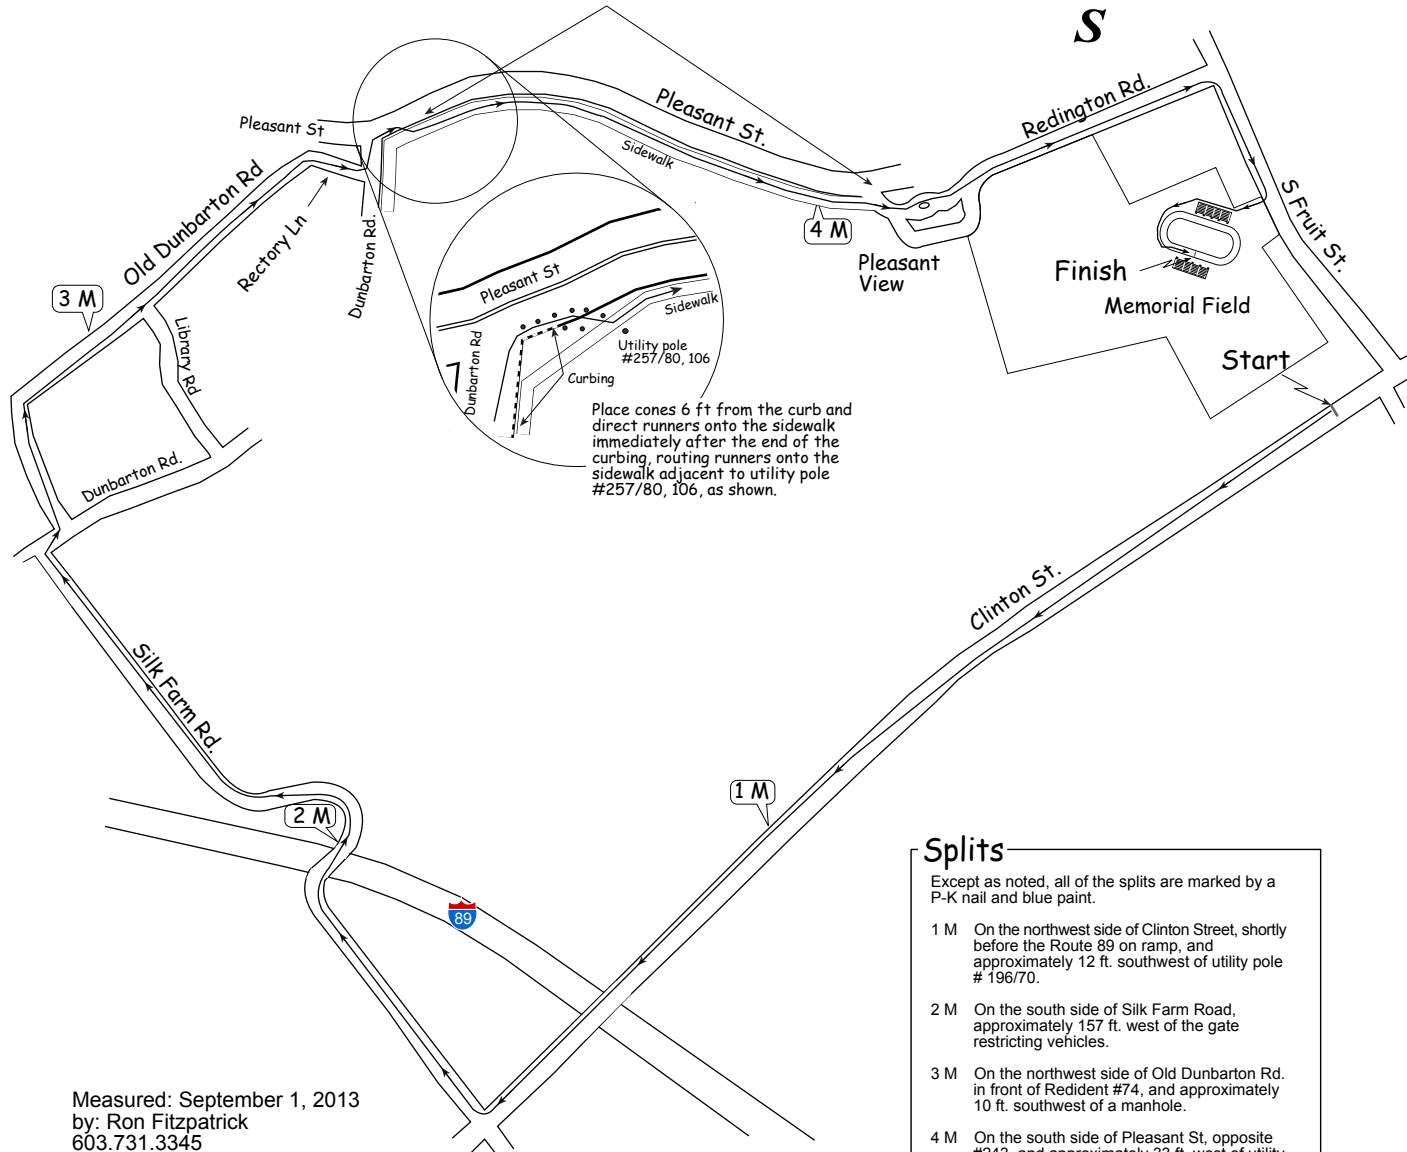 S
Pleasant St
Pleasant St.
Sidewalk
Redington Rd.
S Fruit St.
Old Dunbarton Rd
Rectory Ln
Dunbarton Rd.
4 M
Pleasant
View
Finish
Memorial Field
Start
3 M
Library Rd
Dunbarton Rd.
Pleasant St
Sidewalk
Dunbarton Rd
Utility pole
#257/80, 106
Curbing
Place cones 6 ft from the curb and
direct runners onto the sidewalk
immediately after the end of the
curbing, routing runners onto the
sidewalk adjacent to utility pole
#257/80, 106, as shown.
Clinton St.
Silk Farm Rd.
2 M
1 M
89
Splits
Except as noted, all of the splits are marked by a
P-K nail and blue paint.
1 M On the northwest side of Clinton Street, shortly
before the Route 89 on ramp, and
approximately 12 ft. southwest of utility pole
# 196/70.
2 M On the south side of Silk Farm Road,
approximately 157 ft. west of the gate
restricting vehicles.
3 M On the northwest side of Old Dunbarton Rd.
in front of Redident #74, and approximately
10 ft. southwest of a manhole.
4 M On the south side of Pleasant St, opposite
#243, and approximately 33 ft. west of utility
Measured: September 1, 2013
by: Ron Fitzpatrick
603.731.3345